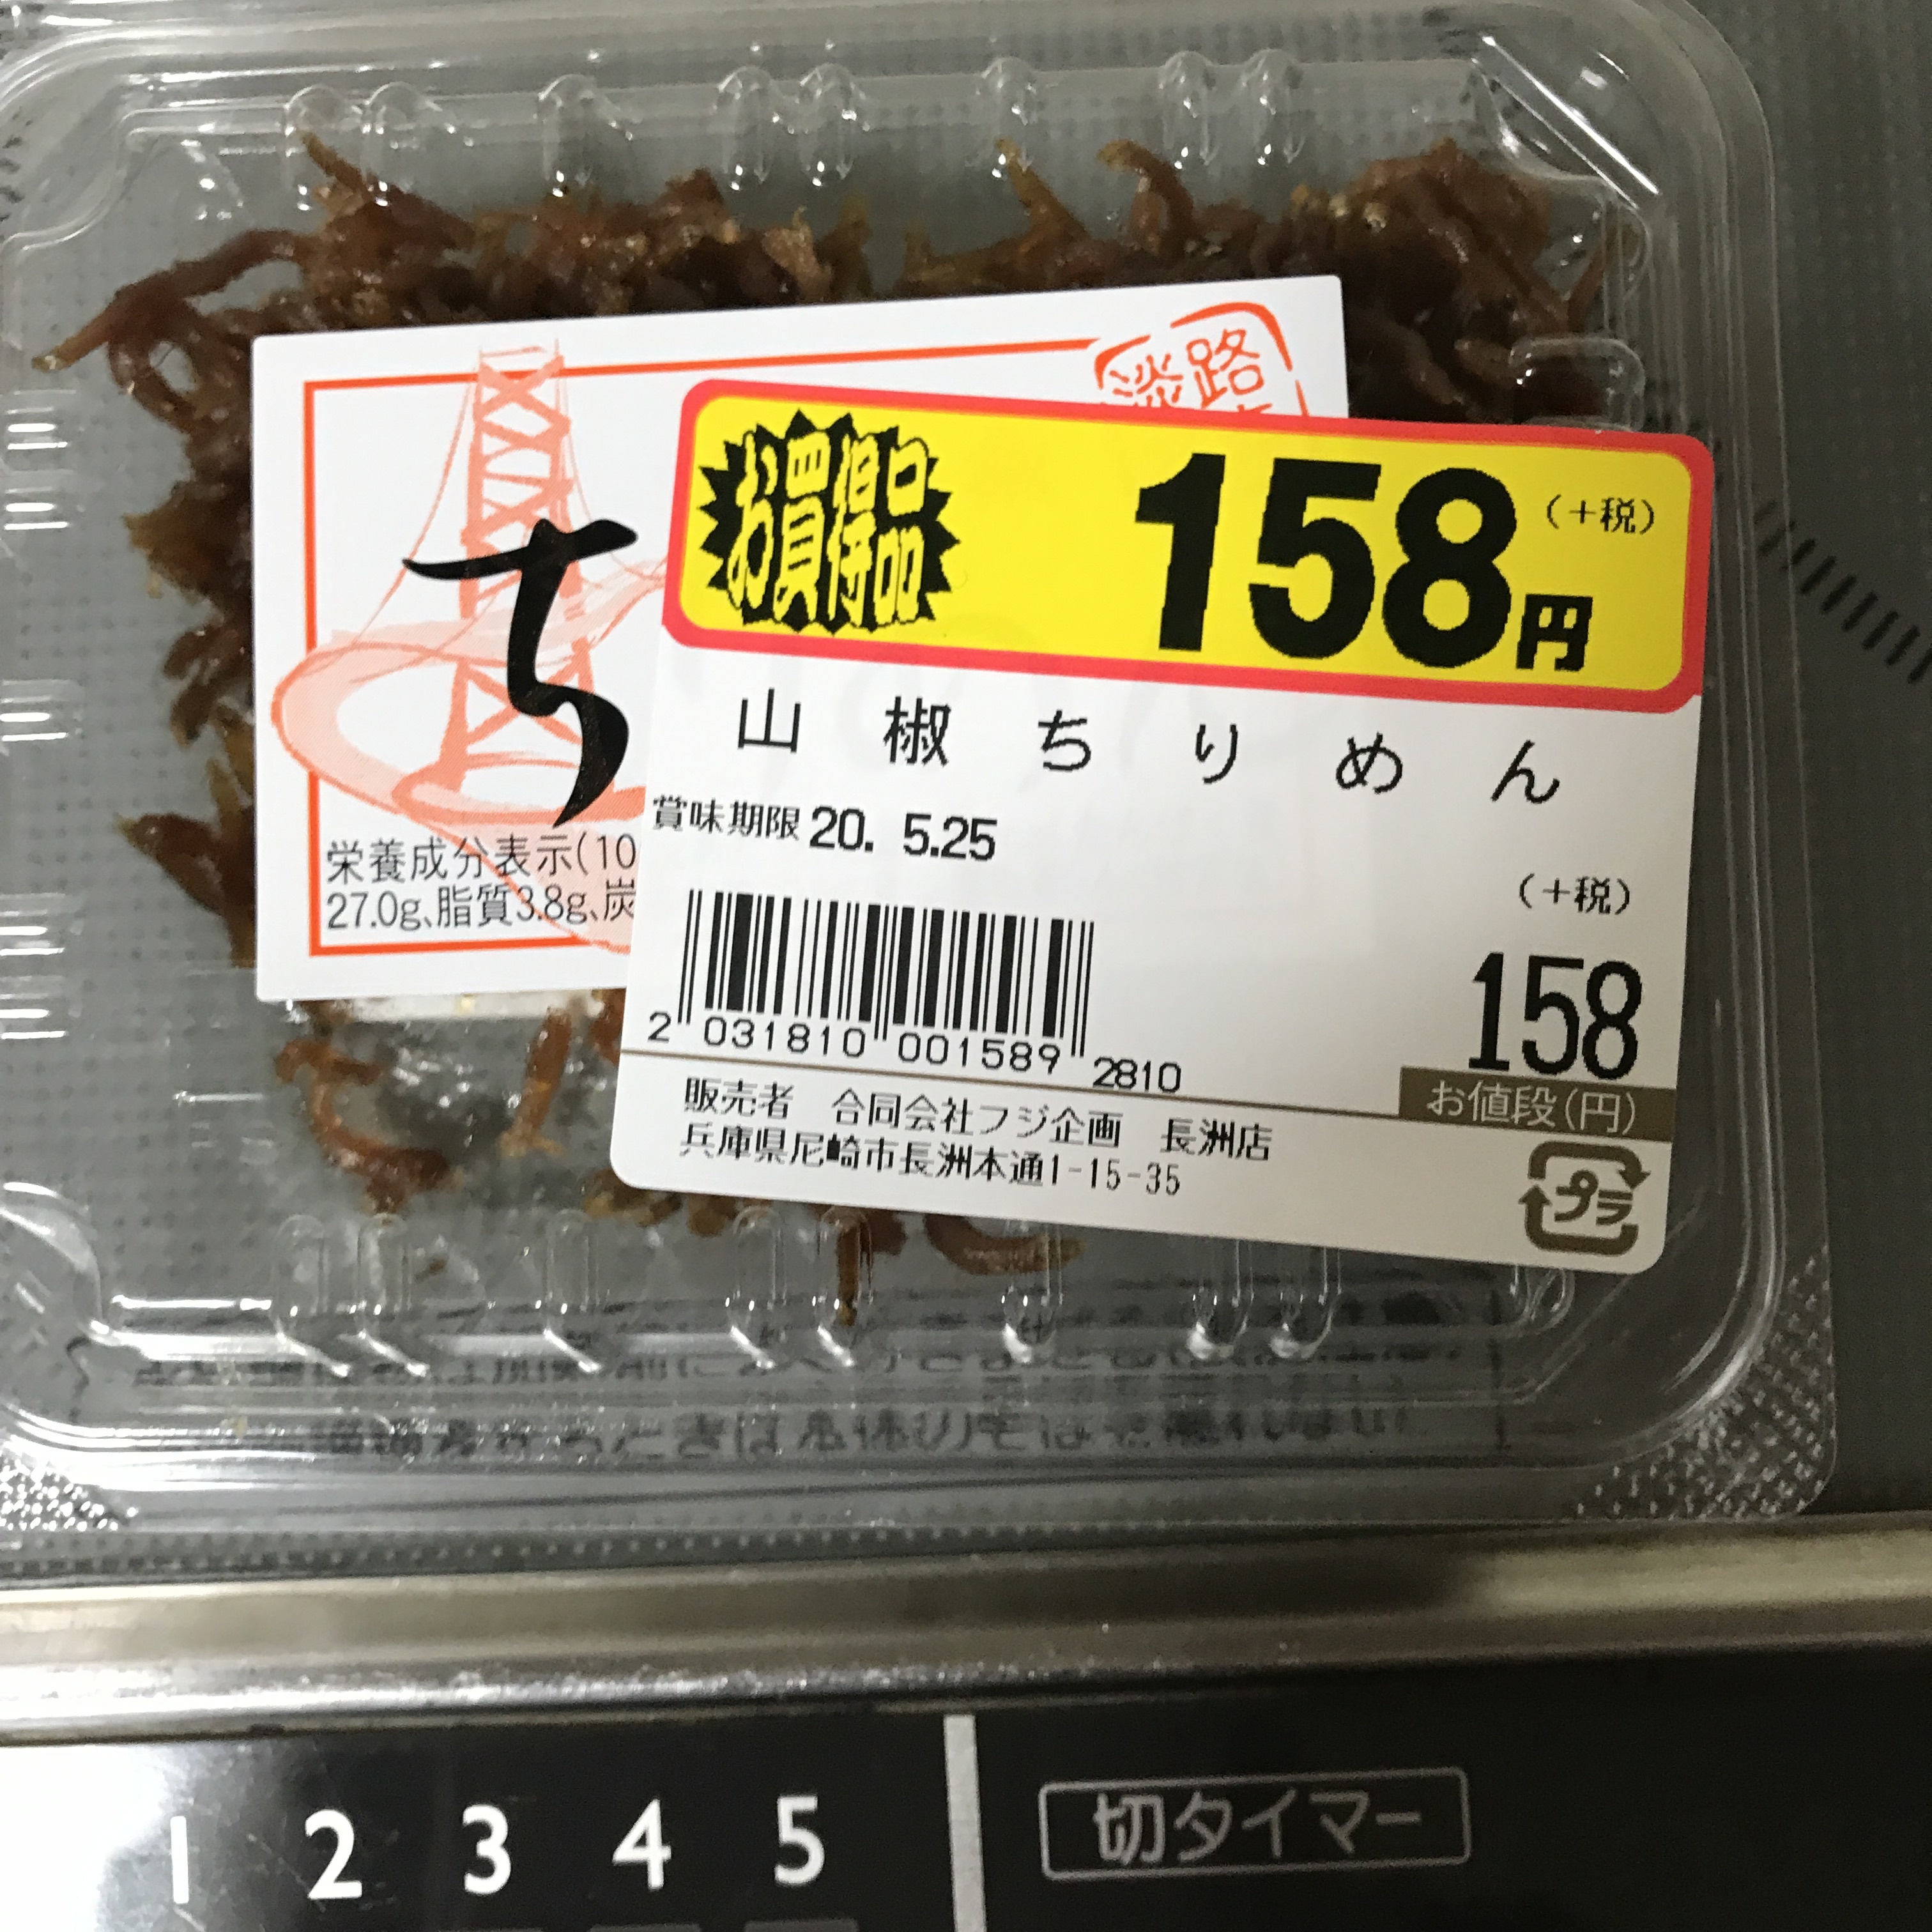 淡路
お買得品
158円
(+税)
ち
山椒ちりめん
賞味期限 20. 5.25
栄養成分表示(10
27.0g、脂質3.8g、炭
(+税)
158
お値段(円)
2 031810 001589 2810
販売者 合同会社フジ企画 長洲店
兵庫県尼崎市長洲本通1-15-35
プラ
1 2 3 4 5
切タイマー